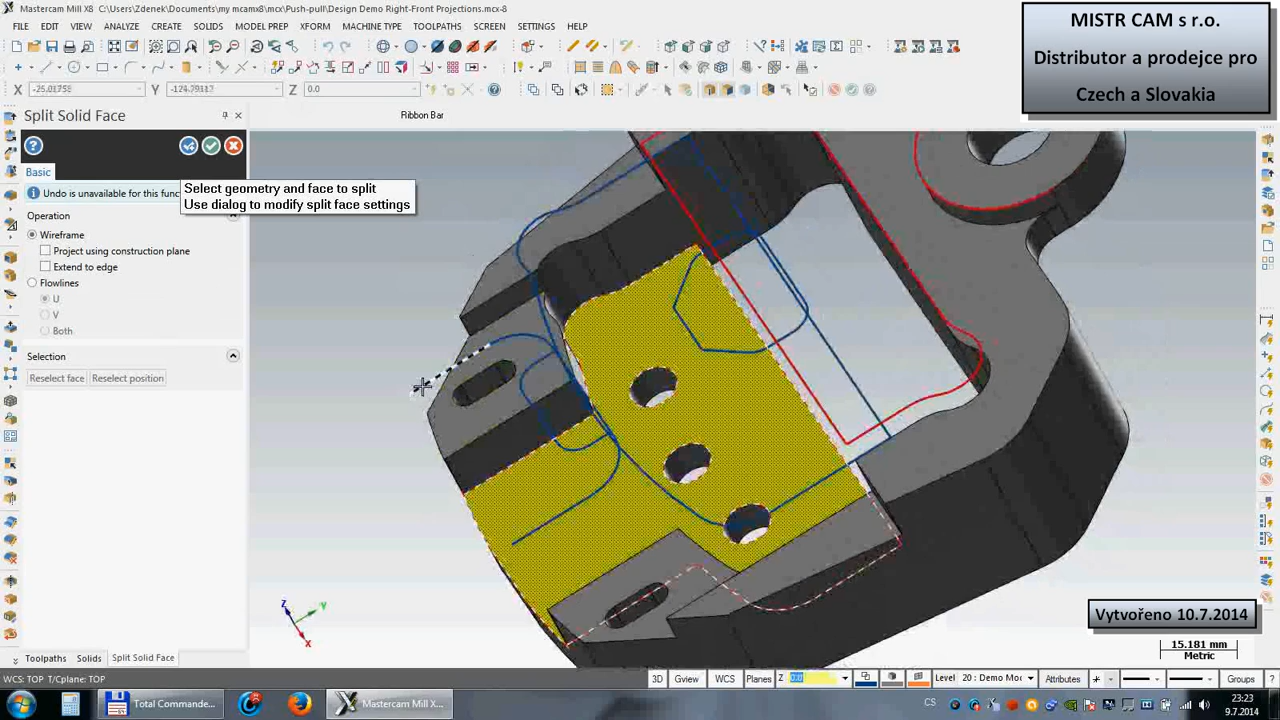 Mastercam Mill X8 C:\Users\Zdenek\Documents\my mcamx8\mcx\Push-pull\Design Demo Right-Front Projections.mcx-8
FILE EDIT VIEW ANALYZE CREATE SOLIDS MODEL PREP XFORM MACHINE TYPE TOOLPATHS SCREEN SETTINGS HELP
MISTR CAM s r.o.
Distributor a prodejce pro
Czech a Slovakia
X Y Z 0.0
Split Solid Face
Ribbon Bar
Basic
Undo is unavailable for this func
Select geometry and face to split
Use dialog to modify split face settings
Operation
Wireframe
Project using construction plane
Extend to edge
Flowlines
U
V
Both
Selection
Reselect face Reselect position
Z
Y
X
Vytvořeno 10.7.2014
15.181 mm
Metric
Toolpaths Solids Split Solid Face
3D Gview WCS Planes Z 0.0 Level 20 : Demo Mo Attributes Groups ?
WCS: TOP T/Cplane: TOP
Total Commande... Mastercam Mill X... CS 23:23
9.7.2014